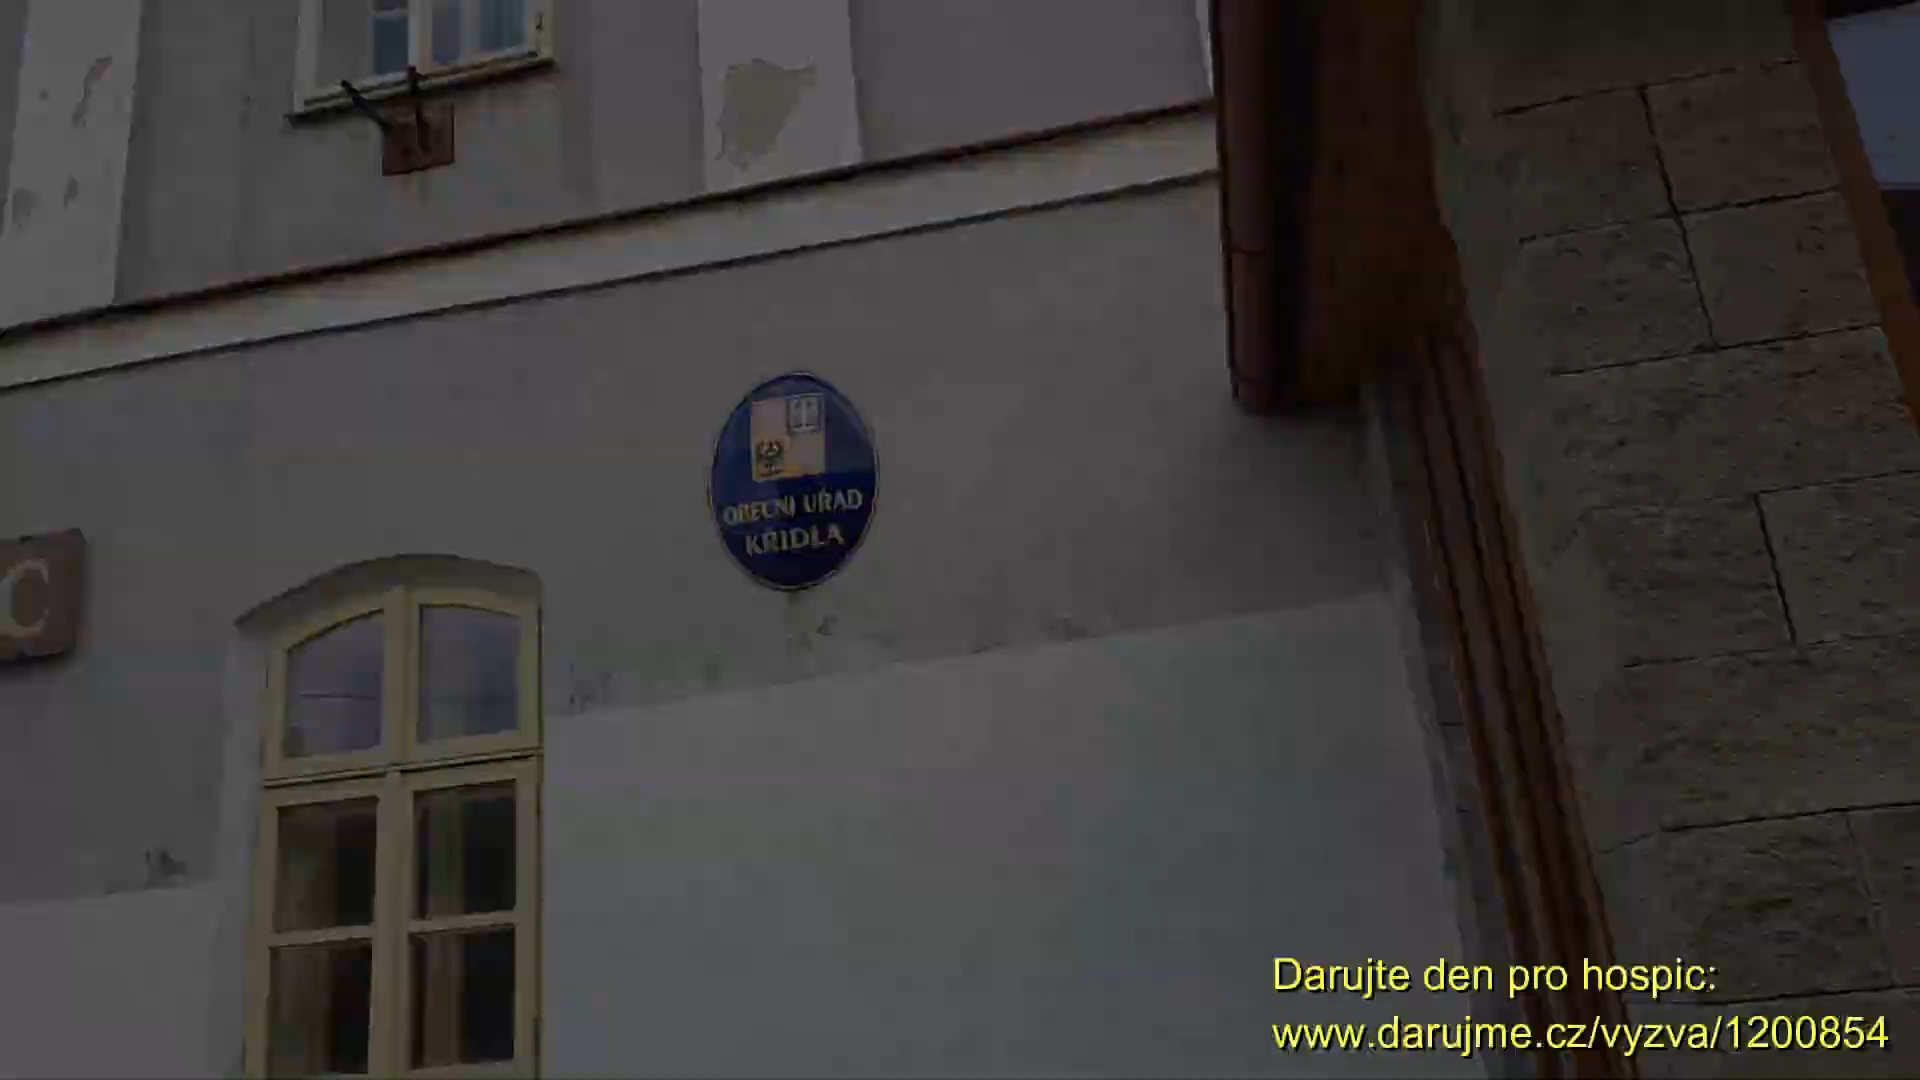 C
OBECNÍ ÚŘAD
KŘIDLA
Darujte den pro hospic:
www.darujme.cz/vyzva/1200854